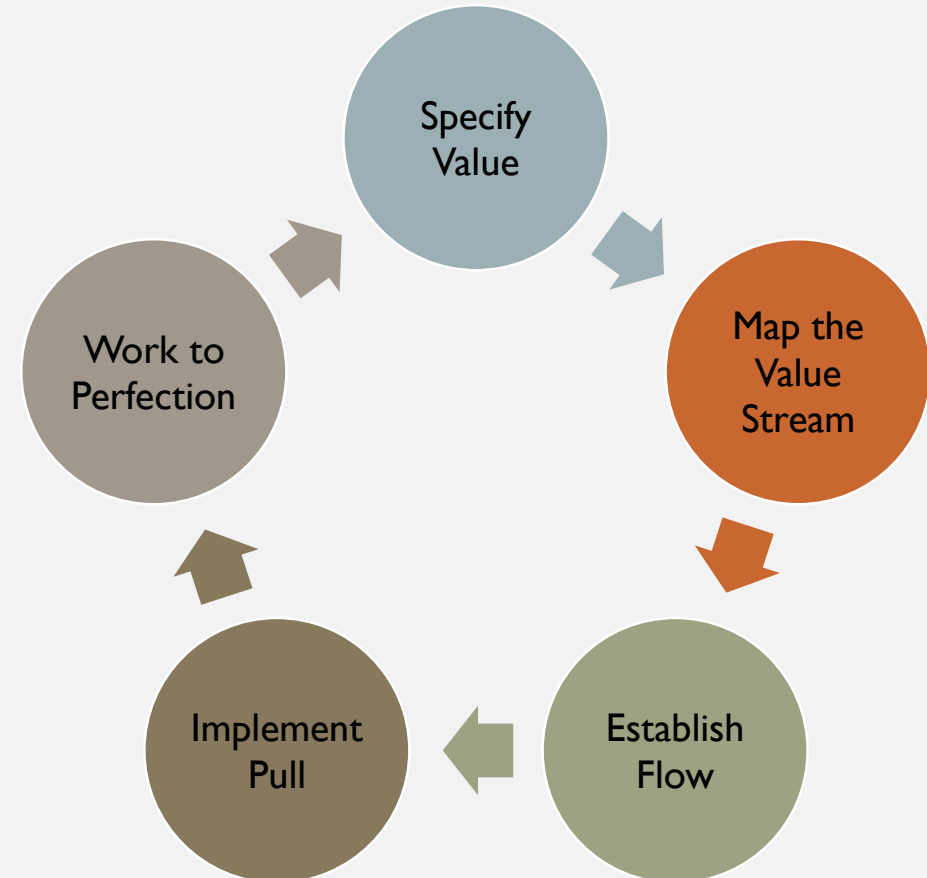 Specify
Value
Map the
Value
Stream
Establish
Flow
Implement
Pull
Work to
Perfection